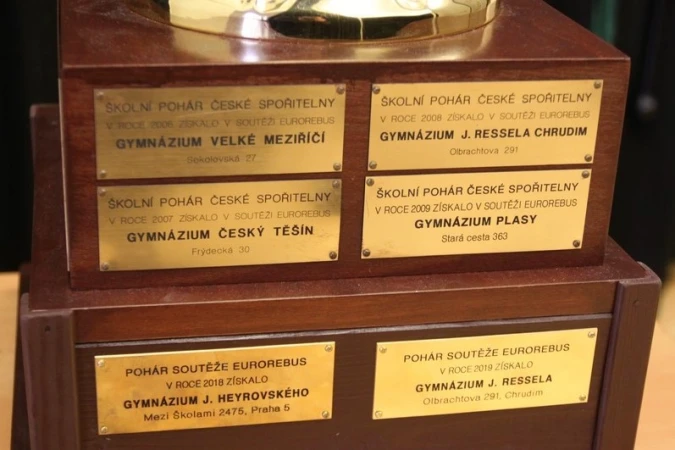 ŠKOLNÍ POHÁR ČESKÉ SPOŘITELNY
V ROCE 2006 ZÍSKALO V SOUTĚŽI EUROREBUS
GYMNÁZIUM VELKÉ MEZIŘÍČÍ
Sokolovská 27
ŠKOLNÍ POHÁR ČESKÉ SPOŘITELNY
V ROCE 2008 ZÍSKALO V SOUTĚŽI EUROREBUS
GYMNÁZIUM J. RESSELA CHRUDIM
Olbrachtova 291
ŠKOLNÍ POHÁR ČESKÉ SPOŘITELNY
V ROCE 2007 ZÍSKALO V SOUTĚŽI EUROREBUS
GYMNÁZIUM ČESKÝ TĚŠÍN
Frýdecká 30
ŠKOLNÍ POHÁR ČESKÉ SPOŘITELNY
V ROCE 2009 ZÍSKALO V SOUTĚŽI EUROREBUS
GYMNÁZIUM PLASY
Stará cesta 363
POHÁR SOUTĚŽE EUROREBUS
V ROCE 2018 ZÍSKALO
GYMNÁZIUM J. HEYROVSKÉHO
Mezi Školami 2475, Praha 5
POHÁR SOUTĚŽE EUROREBUS
V ROCE 2019 ZÍSKALO
GYMNÁZIUM J. RESSELA
Olbrachtova 291, Chrudim